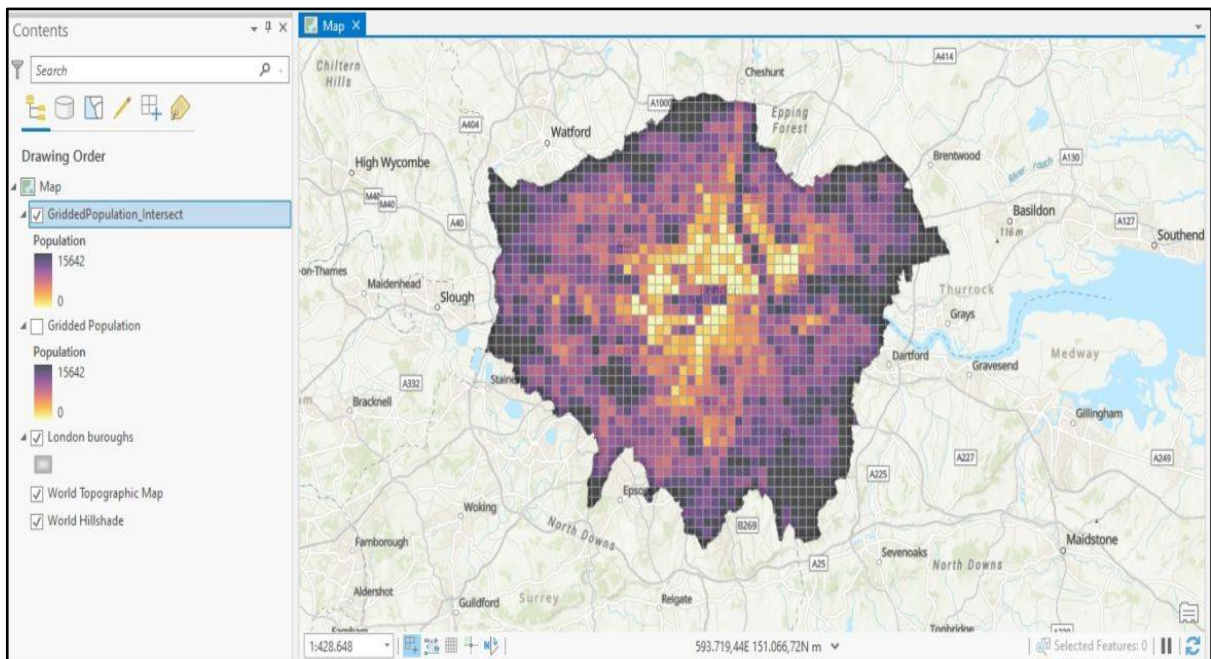 Contents
Search
Drawing Order
Map
GriddedPopulation_Intersect
Population
15642
0
Gridded Population
Population
15642
0
London buroughs
World Topographic Map
World Hillshade
Map
Chiltern
Hills
Cheshunt
A414
A1000
Epping
Forest
A404
Watford
High Wycombe
Brentwood
A130
River
M40
M40
Basildon
A40
116 m
A127
Southend
on-Thames
Maidenhead
Slough
Thurrock
Grays
Dartford
Gravesend
Medway
A332
Staines
Bracknell
Gillingham
A227
A249
A225
Epsom
Woking
North Downs
B269
Maidstone
Farnborough
A25
Sevenoaks
North Downs
Aldershot
Guildford
Surrey
Reigate
Tonbridge
1:428.648
593.719,44E 151.066,72N m
Selected Features: 0